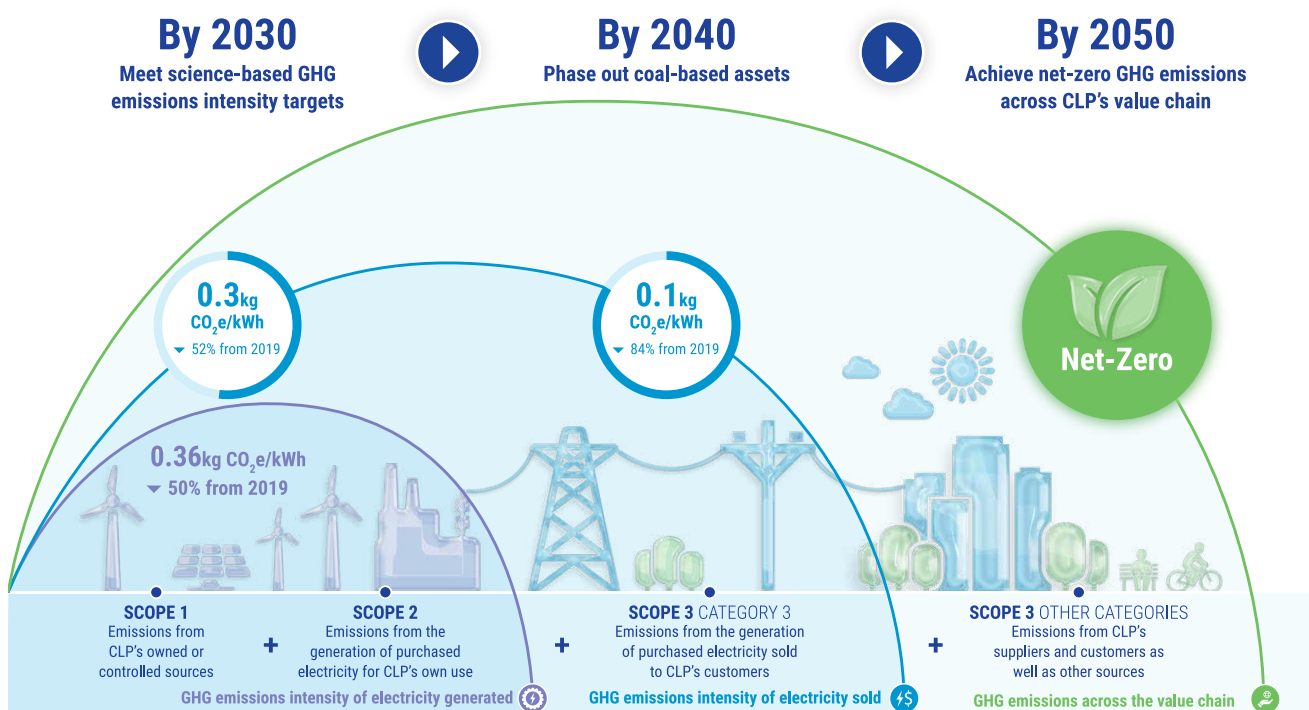 By 2030
Meet science-based GHG
emissions intensity targets
By 2040
Phase out coal-based assets
By 2050
Achieve net-zero GHG emissions
across CLP's value chain
0.3kg
CO₂e/kWh
▼ 52% from 2019
0.1kg
CO₂e/kWh
▼ 84% from 2019
Net-Zero
0.36kg CO₂e/kWh
▼ 50% from 2019
SCOPE 1
Emissions from
CLP's owned or
controlled sources
+
SCOPE 2
Emissions from the
generation of purchased
electricity for CLP's own use
+
SCOPE 3 CATEGORY 3
Emissions from the generation
of purchased electricity sold
to CLP's customers
+
SCOPE 3 OTHER CATEGORIES
Emissions from CLP's
suppliers and customers as
well as other sources
GHG emissions intensity of electricity generated
GHG emissions intensity of electricity sold
$
GHG emissions across the value chain